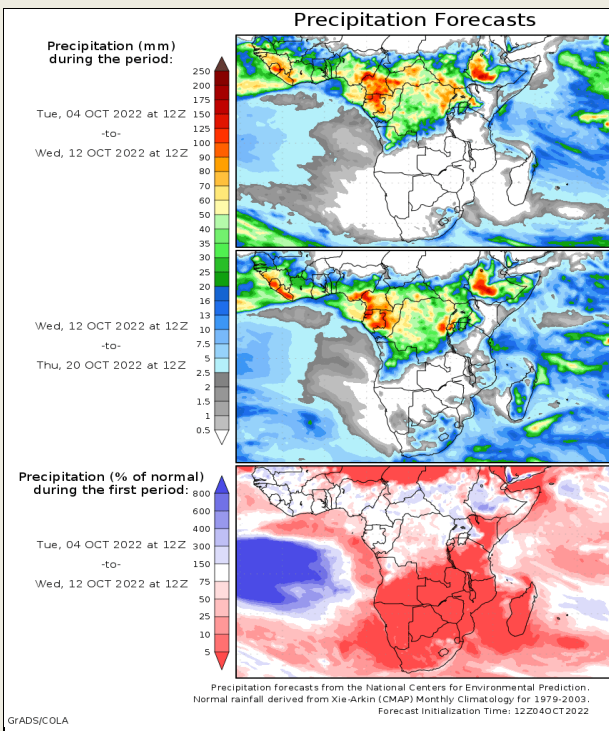 Precipitation Forecasts
Precipitation (mm)
during the period:
250
200
175
150
125
100
90
80
70
60
50
40
35
30
25
20
16
13
10
7.5
5
2.5
2
1.5
1
0.5
Tue, 04 OCT 2022 at 12Z
-to-
Wed, 12 OCT 2022 at 12Z
Wed, 12 OCT 2022 at 12Z
-to-
Thu, 20 OCT 2022 at 12Z
Precipitation (% of normal)
during the first period:
800
600
400
300
150
75
50
25
10
5
Tue, 04 OCT 2022 at 12Z
-to-
Wed, 12 OCT 2022 at 12Z
Precipitation forecasts from the National Centers for Environmental Prediction.
Normal rainfall derived from Xie-Arkin (CMAP) Monthly Climatology for 1979-2003.
Forecast Initialization Time: 12Z04OCT2022
GrADS/COLA